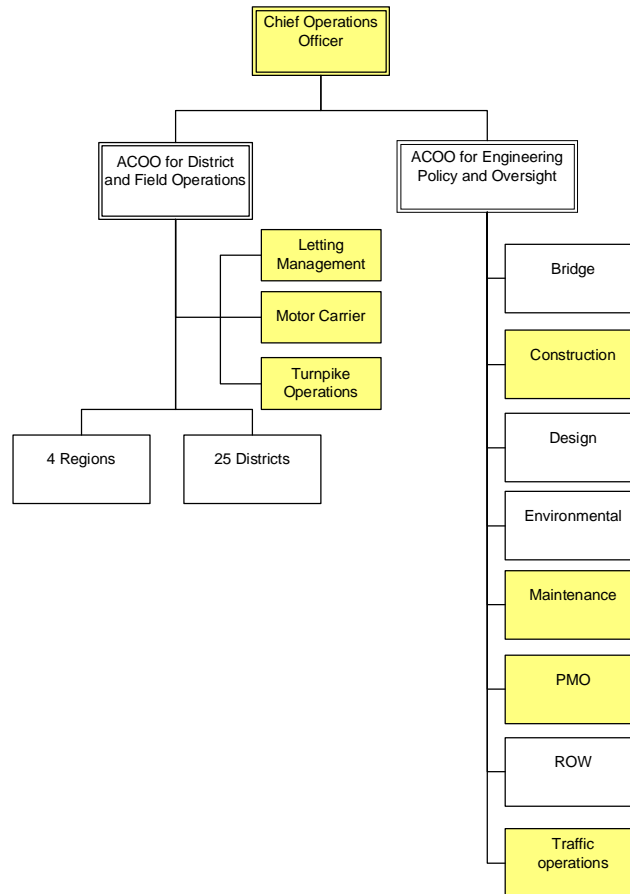 Chief Operations
Officer
ACOO for District
and Field Operations
ACOO for Engineering
Policy and Oversight
Letting
Management
Motor Carrier
Turnpike
Operations
4 Regions
25 Districts
Bridge
Construction
Design
Environmental
Maintenance
PMO
ROW
Traffic
operations